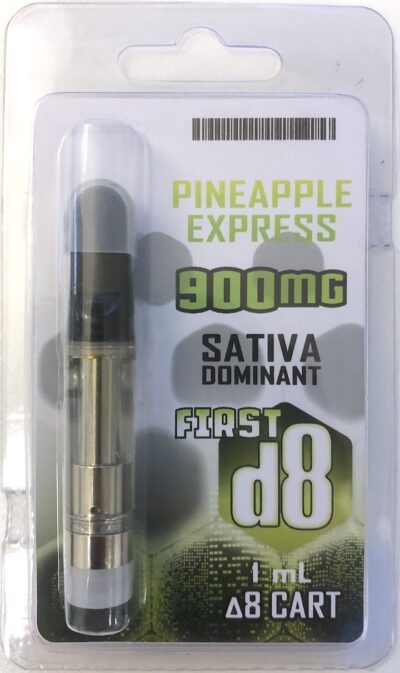 PINEAPPLE
EXPRESS
900MG
SATIVA
DOMINANT
FIRST
d8
1 mL
Δ8 CART